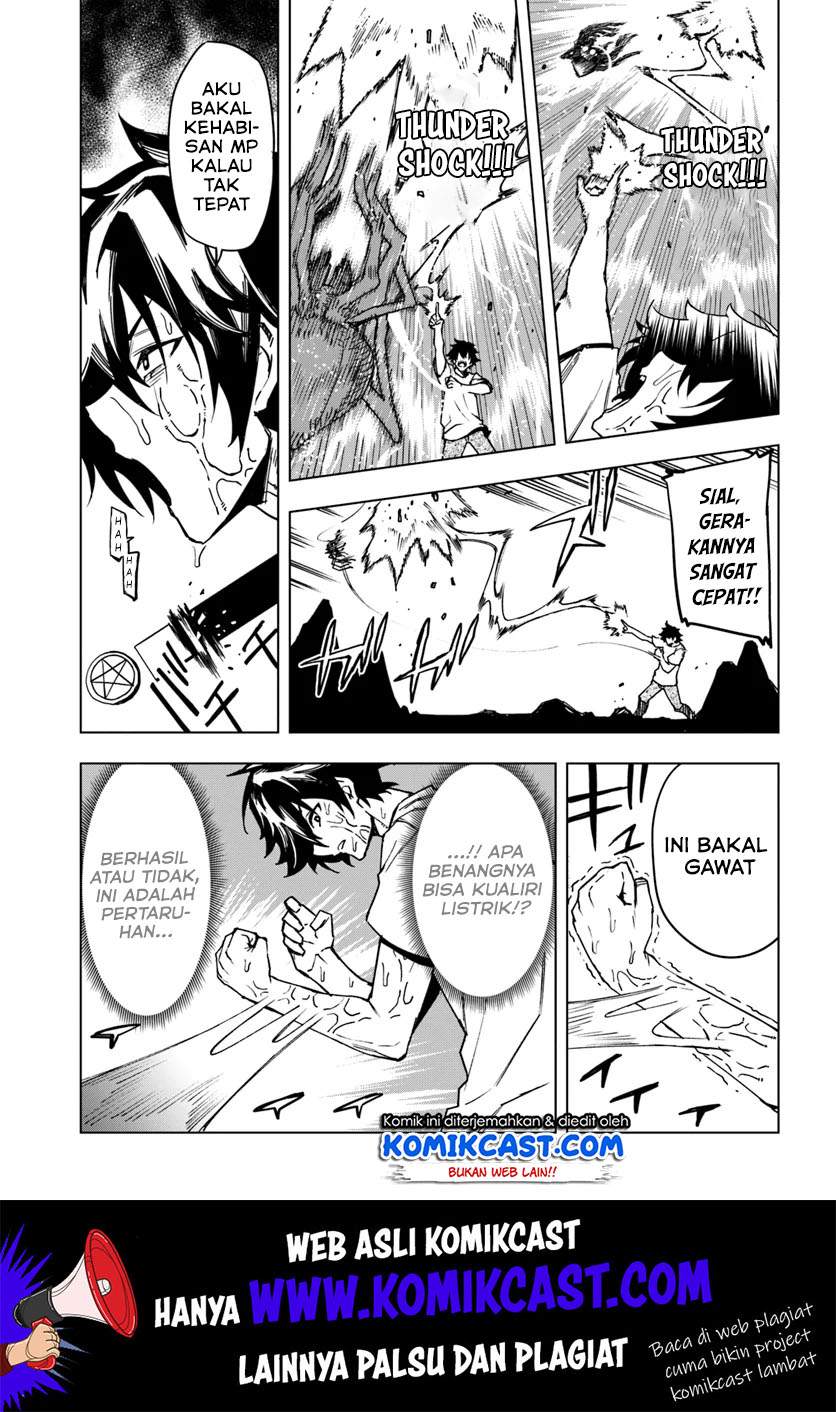 THUNDER
SHOCK!!!
THUNDER
SHOCK!!!
AKU
BAKAL
KEHABI-
SAN MP
KALAU
TAK
TEPAT
HAH
HAH
SIAL,
GERA-
KANNYA
SANGAT
CEPAT!!
INI BAKAL
GAWAT
...!! APA
BENANGNYA
BISA KUALIRI
LISTRIK!?
BERHASIL
ATAU TIDAK,
INI ADALAH
PERTARU-
HAN...
Komik ini diterjemahkan & diedit oleh
KOMIKCAST.COM
BUKAN WEB LAIN!!
WEB ASLI KOMIKCAST
HANYA WWW.KOMIKCAST.COM
LAINNYA PALSU DAN PLAGIAT
Baca di web plagiat
cuma bikin project
komikcast lambat